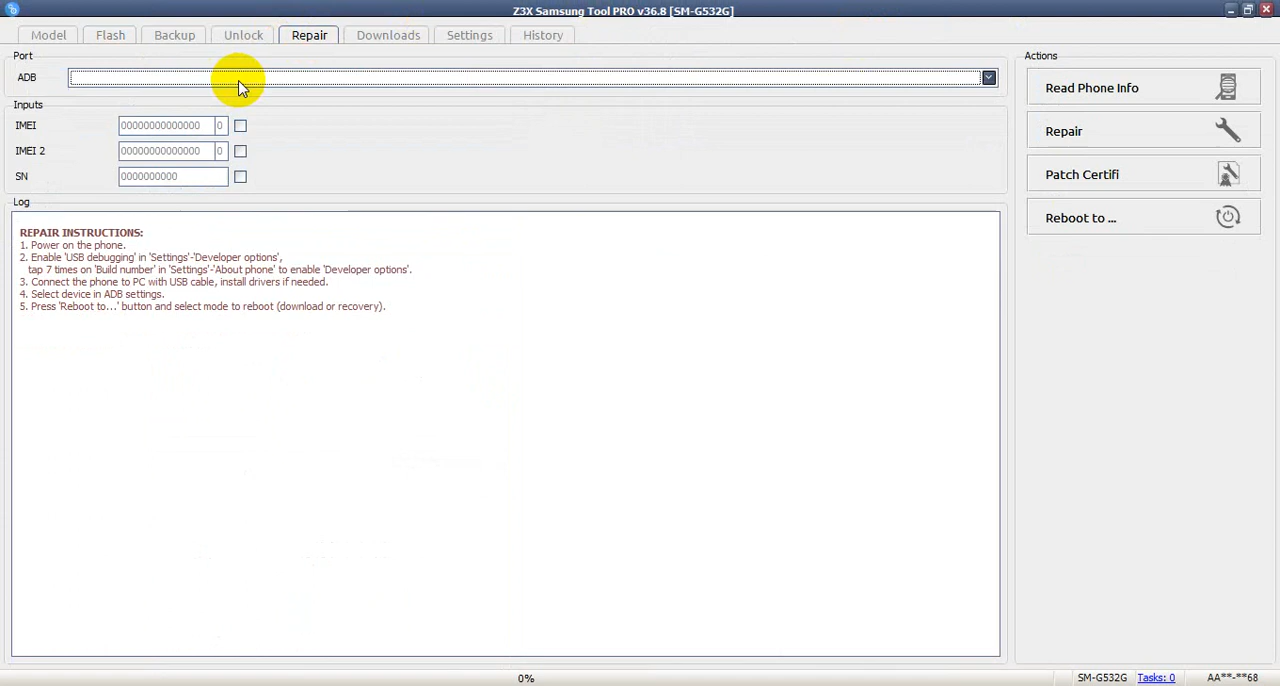 Z3X Samsung Tool PRO v36.8 [SM-G532G]
Model Flash Backup Unlock Repair Downloads Settings History
Port
ADB
Inputs
IMEI 00000000000000 0
IMEI 2 00000000000000 0
SN 0000000000
Log
REPAIR INSTRUCTIONS:
1. Power on the phone.
2. Enable 'USB debugging' in 'Settings'-'Developer options',
tap 7 times on 'Build number' in 'Settings'-'About phone' to enable 'Developer options'.
3. Connect the phone to PC with USB cable, install drivers if needed.
4. Select device in ADB settings.
5. Press 'Reboot to...' button and select mode to reboot (download or recovery).
Actions
Read Phone Info
Repair
Patch Certifi
Reboot to ...
0% SM-G532G Tasks: 0 AA**-**68